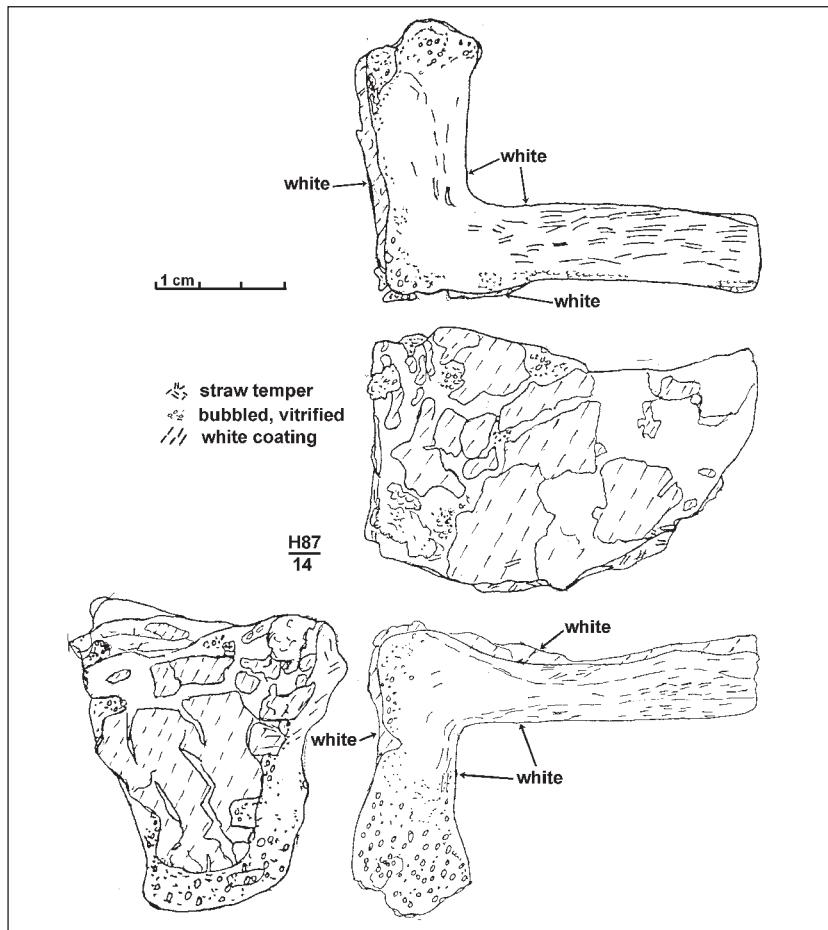 white
white
1 cm
white
straw temper
bubbled, vitrified
white coating
H87
14
white
white
white